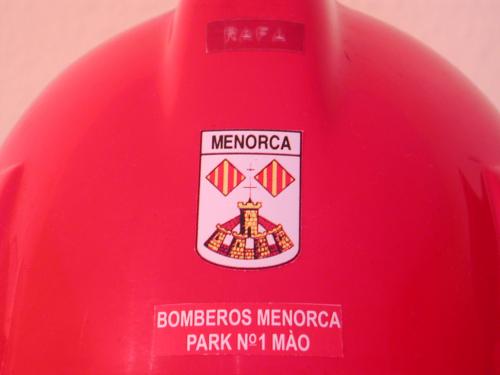 RAFA
MENORCA
BOMBEROS MENORCA
PARK Nº1 MÀO